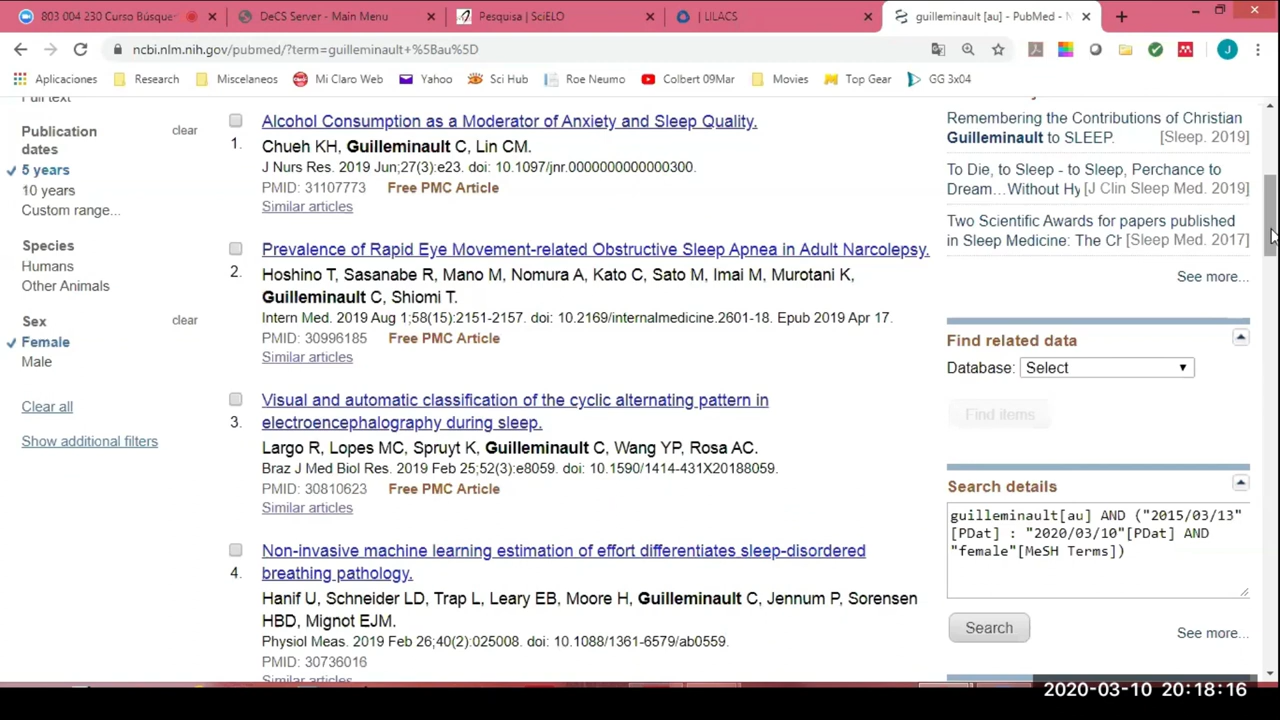 803 004 230 Curso Búsque
DeCS Server - Main Menu
Pesquisa | SciELO
| LILACS
guilleminault [au] - PubMed - N
ncbi.nlm.nih.gov/pubmed/?term=guilleminault+%5Bau%5D
J
Aplicaciones
Research
Miscelaneos
Mi Claro Web
Yahoo
Sci Hub
Roe Neumo
Colbert 09Mar
Movies
Top Gear
GG 3x04
Full text
Publication dates
clear
5 years
10 years
Custom range...
Species
Humans
Other Animals
Sex
clear
Female
Male
Clear all
Show additional filters
Alcohol Consumption as a Moderator of Anxiety and Sleep Quality.
1.
Chueh KH, Guilleminault C, Lin CM.
J Nurs Res. 2019 Jun;27(3):e23. doi: 10.1097/jnr.0000000000000300.
PMID: 31107773 Free PMC Article
Similar articles
Prevalence of Rapid Eye Movement-related Obstructive Sleep Apnea in Adult Narcolepsy.
2.
Hoshino T, Sasanabe R, Mano M, Nomura A, Kato C, Sato M, Imai M, Murotani K,
Guilleminault C, Shiomi T.
Intern Med. 2019 Aug 1;58(15):2151-2157. doi: 10.2169/internalmedicine.2601-18. Epub 2019 Apr 17.
PMID: 30996185 Free PMC Article
Similar articles
Visual and automatic classification of the cyclic alternating pattern in
3.
electroencephalography during sleep.
Largo R, Lopes MC, Spruyt K, Guilleminault C, Wang YP, Rosa AC.
Braz J Med Biol Res. 2019 Feb 25;52(3):e8059. doi: 10.1590/1414-431X20188059.
PMID: 30810623 Free PMC Article
Similar articles
Non-invasive machine learning estimation of effort differentiates sleep-disordered
4.
breathing pathology.
Hanif U, Schneider LD, Trap L, Leary EB, Moore H, Guilleminault C, Jennum P, Sorensen
HBD, Mignot EJM.
Physiol Meas. 2019 Feb 26;40(2):025008. doi: 10.1088/1361-6579/ab0559.
PMID: 30736016
Similar articles
Remembering the Contributions of Christian
Guilleminault to SLEEP. [Sleep. 2019]
To Die, to Sleep - to Sleep, Perchance to
Dream…Without Hy [J Clin Sleep Med. 2019]
Two Scientific Awards for papers published
in Sleep Medicine: The Ch [Sleep Med. 2017]
See more...
Find related data
Database: Select
Find items
Search details
guilleminault[au] AND ("2015/03/13"
[PDat] : "2020/03/10"[PDat] AND
"female"[MeSH Terms])
Search
See more...
2020-03-10 20:18:16